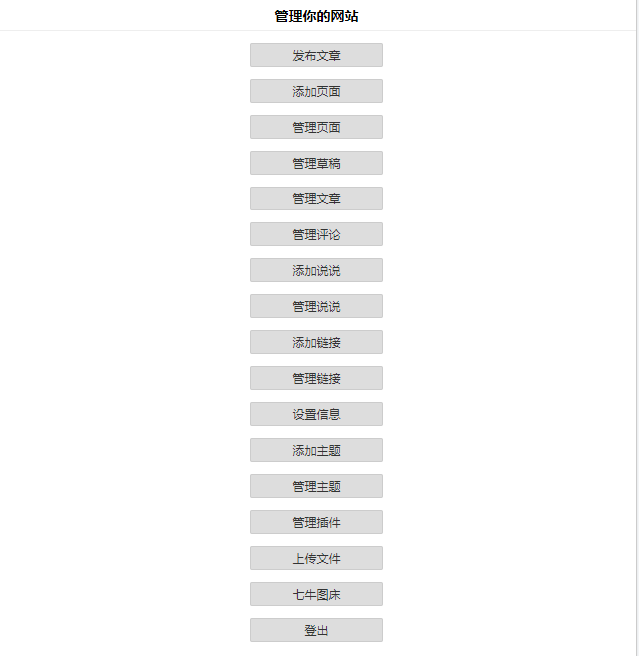 管理你的网站
发布文章
添加页面
管理页面
管理草稿
管理文章
管理评论
添加说说
管理说说
添加链接
管理链接
设置信息
添加主题
管理主题
管理插件
上传文件
七牛图床
登出